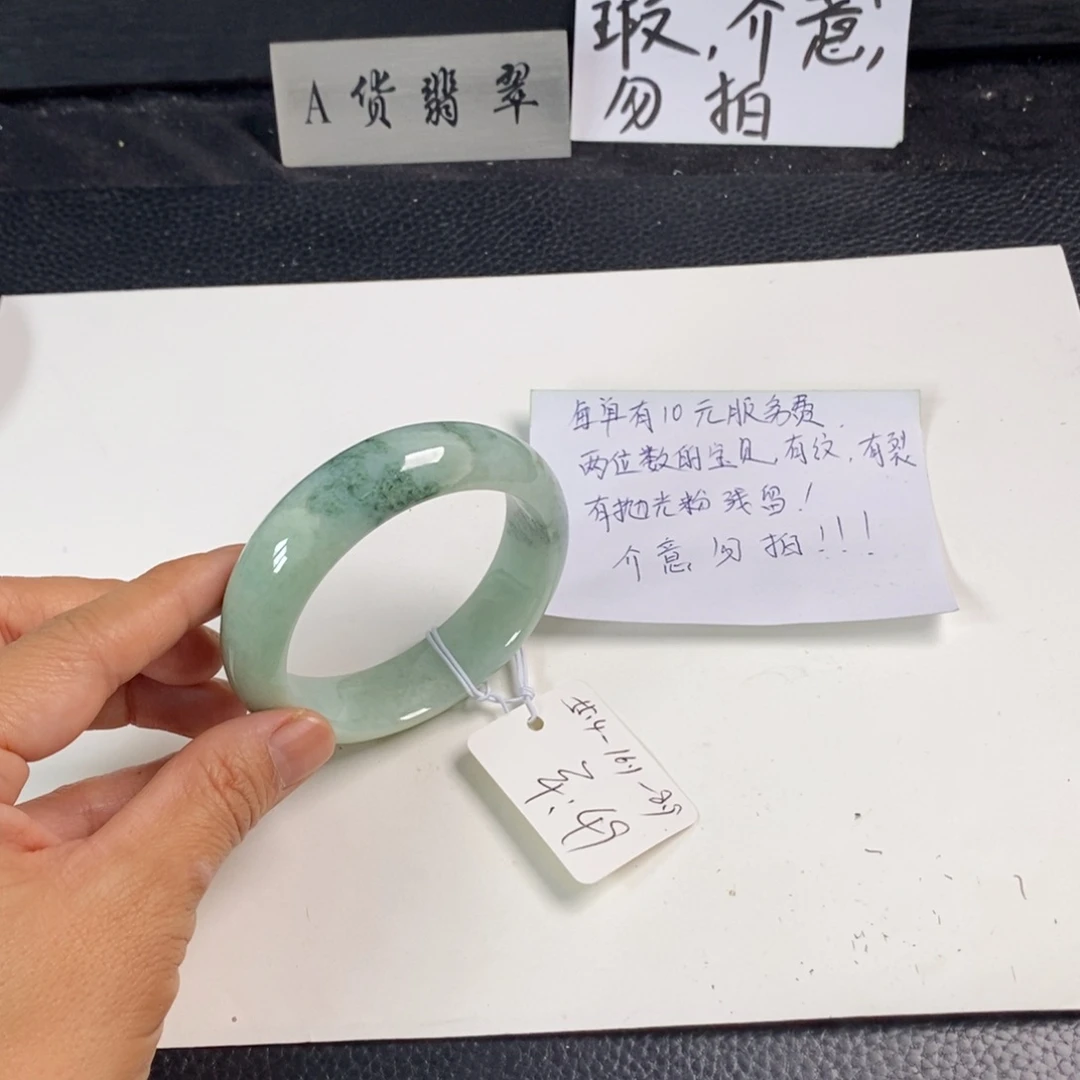 A货翡翠
瑕,介意,
勿拍
每单有10元服务费.
两位数的宝贝,有纹,有裂
有抛光粉残留!
介意勿拍!!!